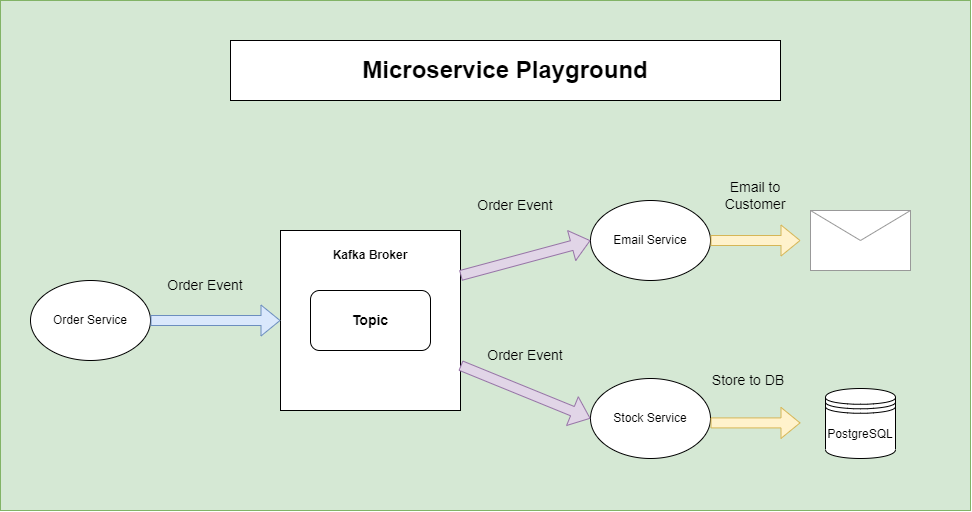 Microservice Playground
Email to
Customer
Order Event
Email Service
Kafka Broker
Order Event
Order Service
Topic
Order Event
Store to DB
Stock Service
PostgreSQL